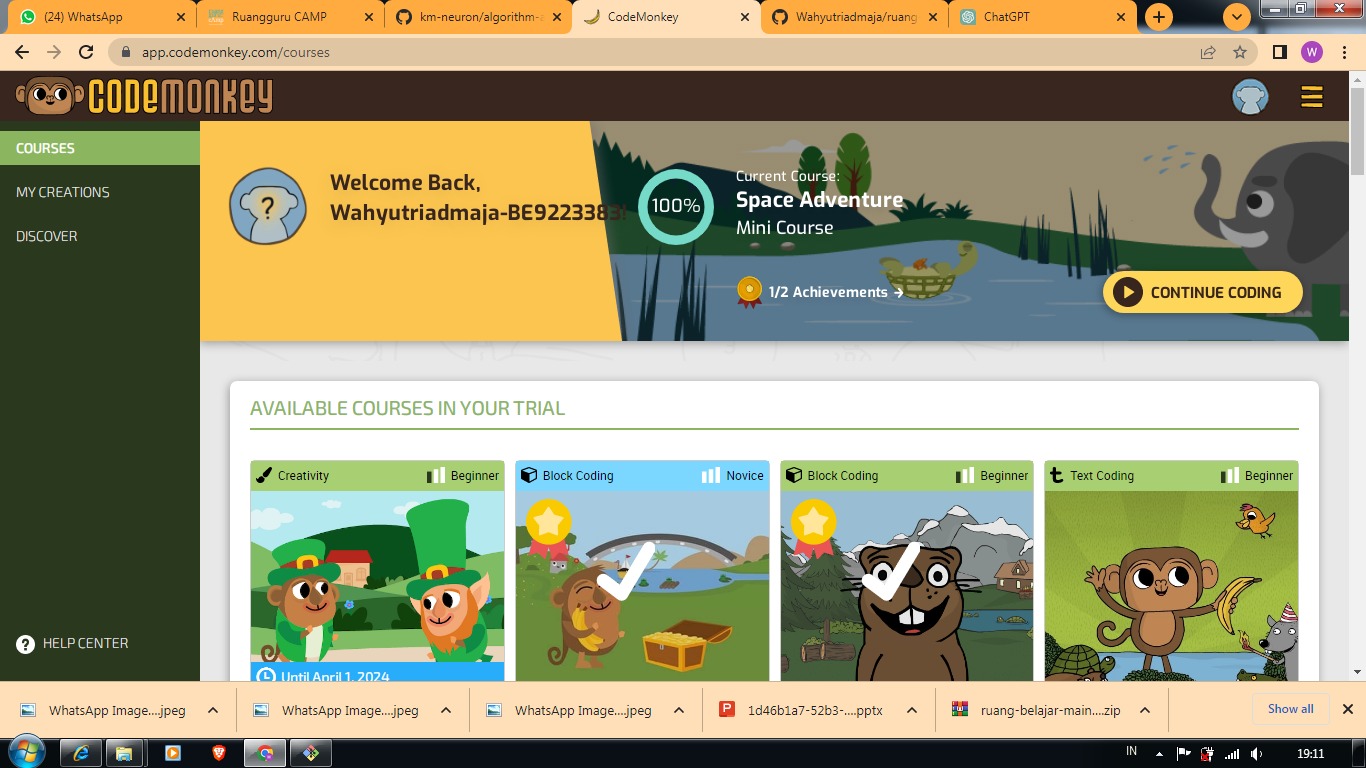 (24) WhatsApp
Ruangguru CAMP
km-neuron/algorithm-
CodeMonkey
Wahyutriadmaja/ruang
ChatGPT
app.codemonkey.com/courses
W
CODEMONKEY
COURSES
MY CREATIONS
DISCOVER
HELP CENTER
?
Welcome Back,
Wahyutriadmaja-BE9223383!
100%
Current Course:
Space Adventure
Mini Course
1/2 Achievements →
CONTINUE CODING
AVAILABLE COURSES IN YOUR TRIAL
Creativity Beginner
Block Coding Novice
Block Coding Beginner
Text Coding Beginner
Until April 1, 2024
WhatsApp Image....jpeg
WhatsApp Image....jpeg
WhatsApp Image....jpeg
1d46b1a7-52b3-....pptx
ruang-belajar-main....zip
Show all
IN
19:11